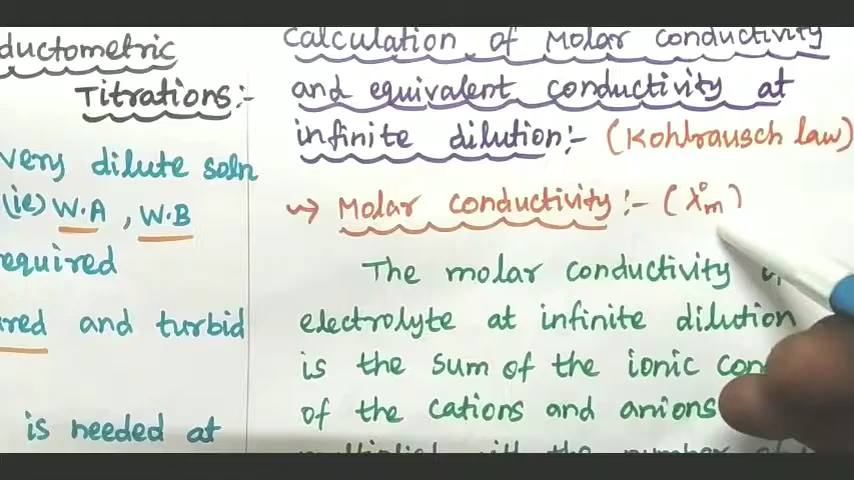 ductometric
Titrations:-
very dilute soln
(ie) W.A , W.B
equired
red and turbid
is needed at
Calculation of Molar conductivity
and equivalent conductivity at
infinite dilution:- (Kohlrausch law)
→ Molar conductivity :- (λ°m)
The molar conductivity
electrolyte at infinite dilution
is the sum of the ionic con
of the cations and anions